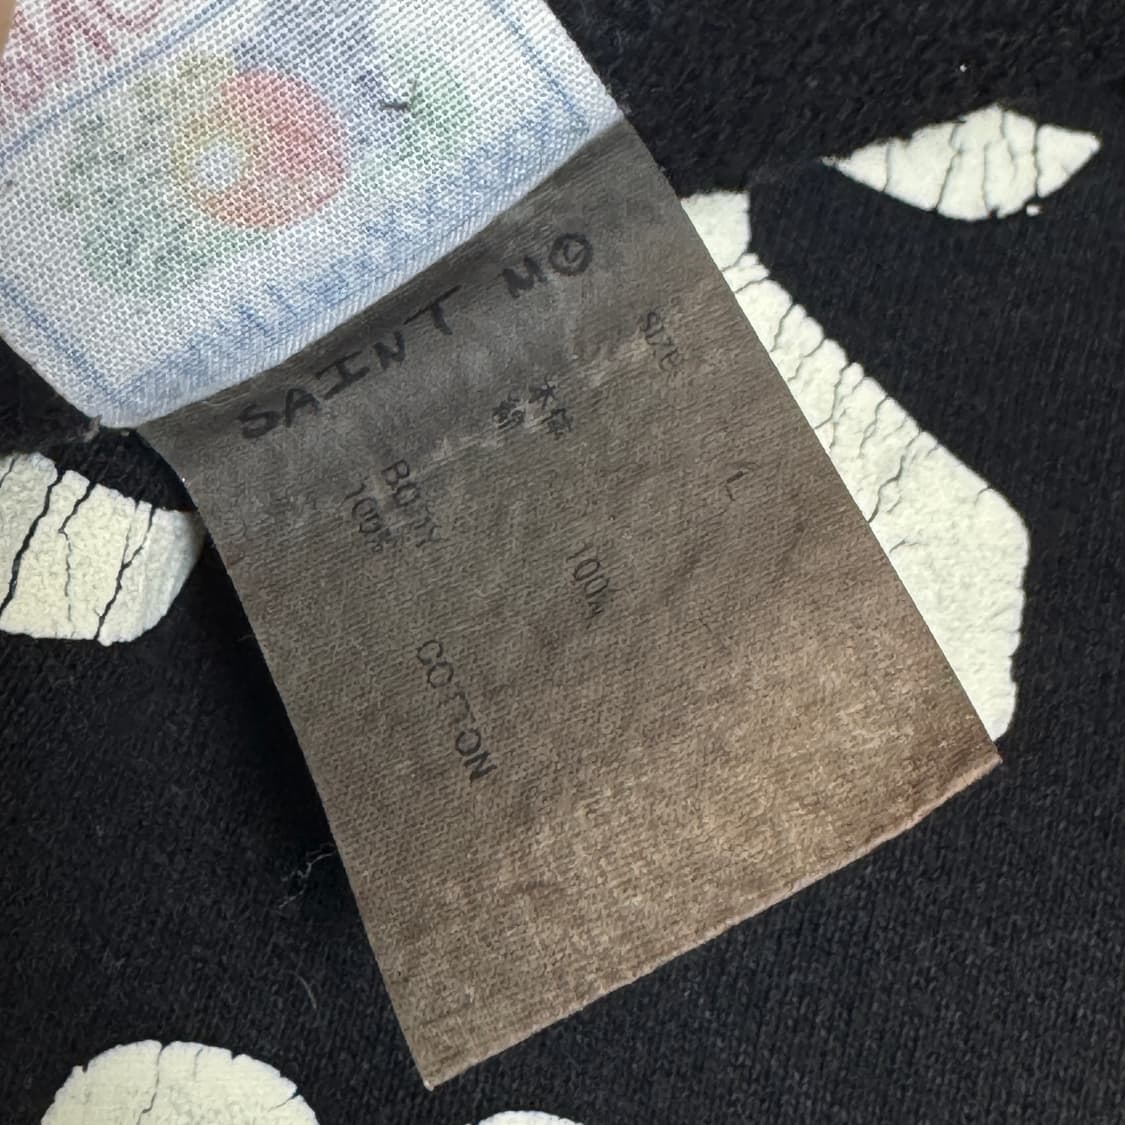 SAINT M
SIZE
L
本体
綿
100%
BODY
100%
COTTON